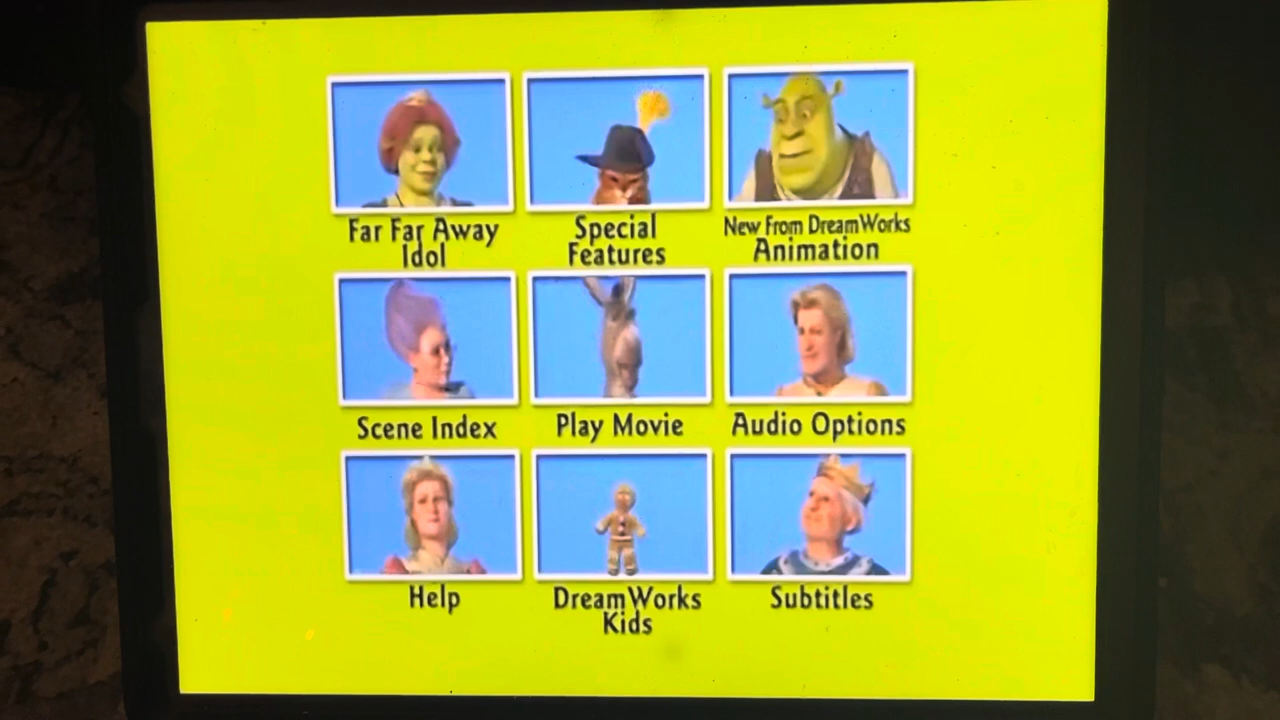 Far Far Away
Idol
Special
Features
New From DreamWorks
Animation
Scene Index
Play Movie
Audio Options
Help
DreamWorks
Kids
Subtitles